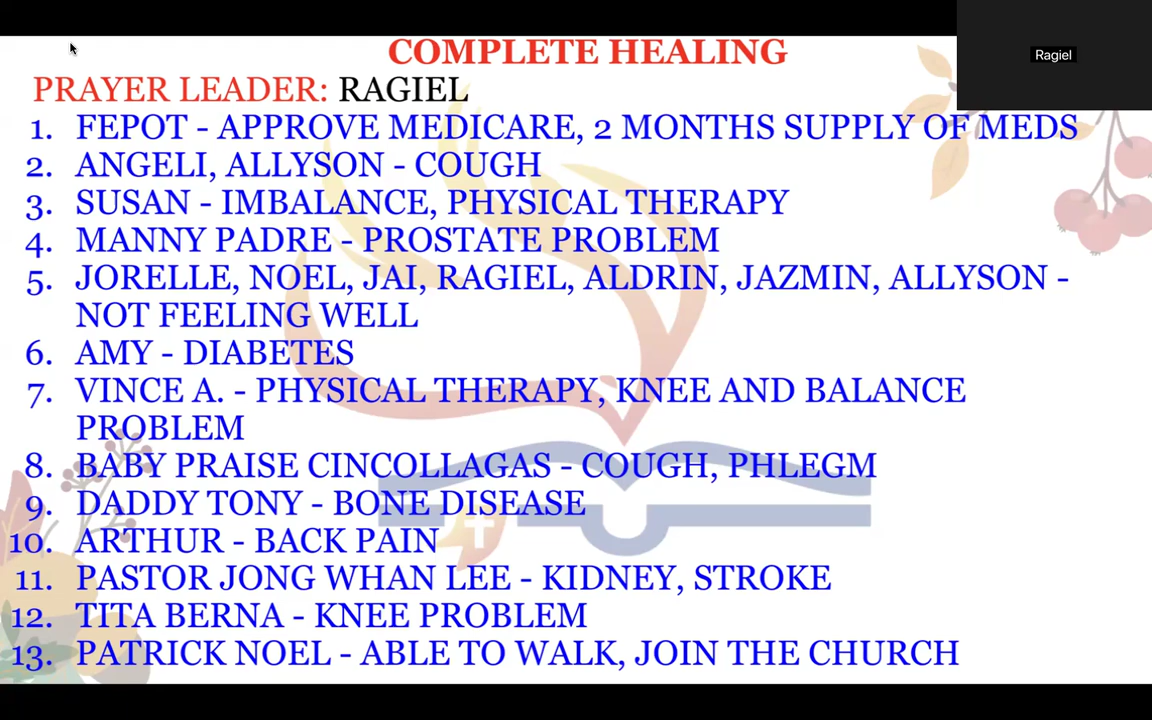 COMPLETE HEALING
Ragiel
PRAYER LEADER: RAGIEL
1. FEPOT - APPROVE MEDICARE, 2 MONTHS SUPPLY OF MEDS
2. ANGELI, ALLYSON - COUGH
3. SUSAN - IMBALANCE, PHYSICAL THERAPY
4. MANNY PADRE - PROSTATE PROBLEM
5. JORELLE, NOEL, JAI, RAGIEL, ALDRIN, JAZMIN, ALLYSON -
NOT FEELING WELL
6. AMY - DIABETES
7. VINCE A. - PHYSICAL THERAPY, KNEE AND BALANCE
PROBLEM
8. BABY PRAISE CINCOLLAGAS - COUGH, PHLEGM
9. DADDY TONY - BONE DISEASE
10. ARTHUR - BACK PAIN
11. PASTOR JONG WHAN LEE - KIDNEY, STROKE
12. TITA BERNA - KNEE PROBLEM
13. PATRICK NOEL - ABLE TO WALK, JOIN THE CHURCH